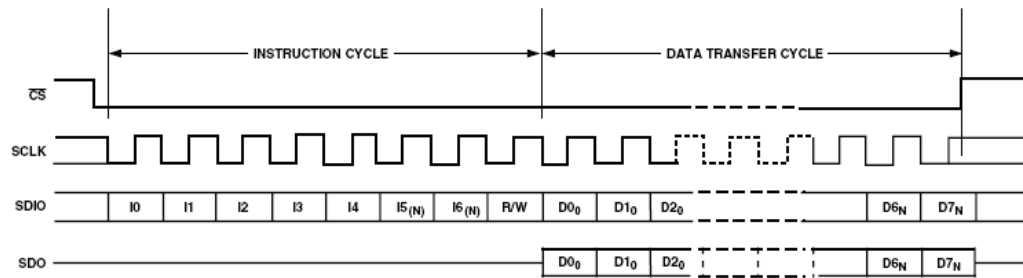 INSTRUCTION CYCLE DATA TRANSFER CYCLE
CS
SCLK
SDIO I0 I1 I2 I3 I4 I5(N) I6(N) R/W D00 D10 D20 D6N D7N
SDO D00 D10 D20 D6N D7N